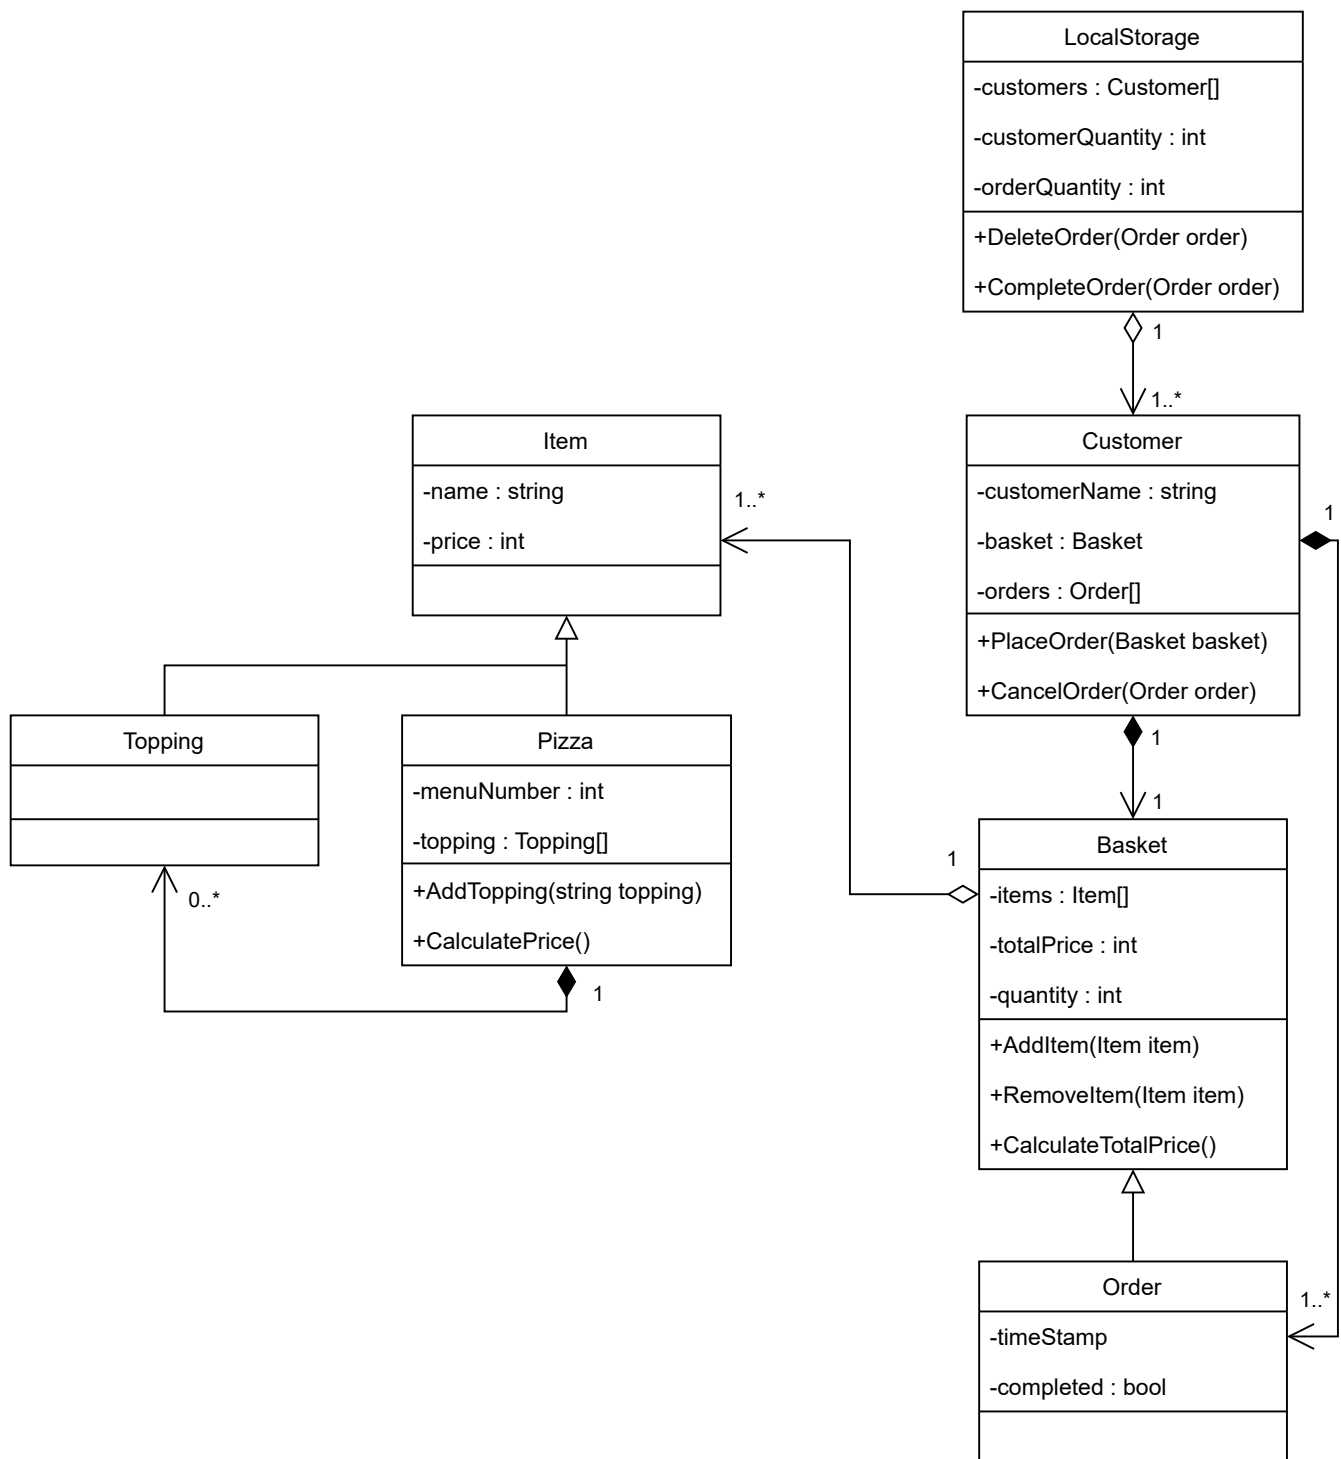 LocalStorage
-customers : Customer[]
-customerQuantity : int
-orderQuantity : int
+DeleteOrder(Order order)
+CompleteOrder(Order order)
1
1..*
Item
-name : string
-price : int
1..*
Customer
-customerName : string
-basket : Basket
-orders : Order[]
+PlaceOrder(Basket basket)
+CancelOrder(Order order)
1
1
1
Topping
0..*
Pizza
-menuNumber : int
-topping : Topping[]
+AddTopping(string topping)
+CalculatePrice()
1
1
Basket
-items : Item[]
-totalPrice : int
-quantity : int
+AddItem(Item item)
+RemoveItem(Item item)
+CalculateTotalPrice()
Order
-timeStamp
-completed : bool
1..*